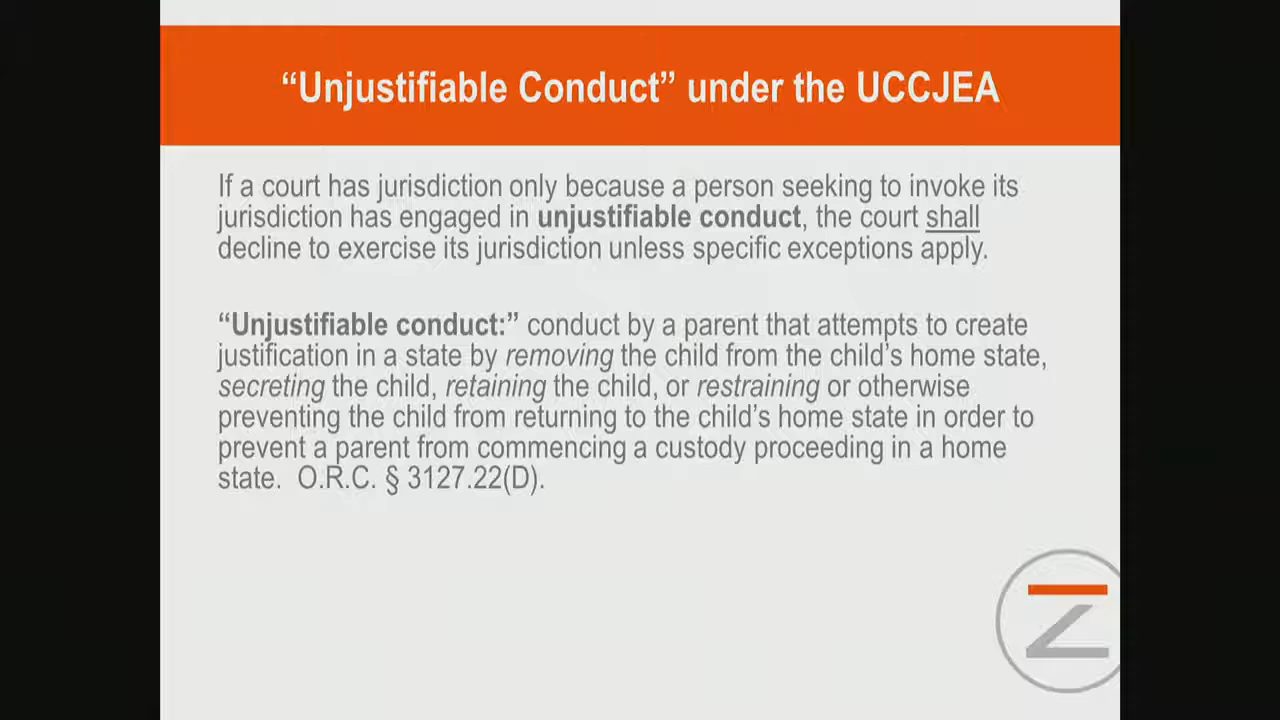 “Unjustifiable Conduct” under the UCCJEA
If a court has jurisdiction only because a person seeking to invoke its
jurisdiction has engaged in unjustifiable conduct, the court shall
decline to exercise its jurisdiction unless specific exceptions apply.
“Unjustifiable conduct:” conduct by a parent that attempts to create
justification in a state by removing the child from the child’s home state,
secreting the child, retaining the child, or restraining or otherwise
preventing the child from returning to the child’s home state in order to
prevent a parent from commencing a custody proceeding in a home
state.  O.R.C. § 3127.22(D).
Z